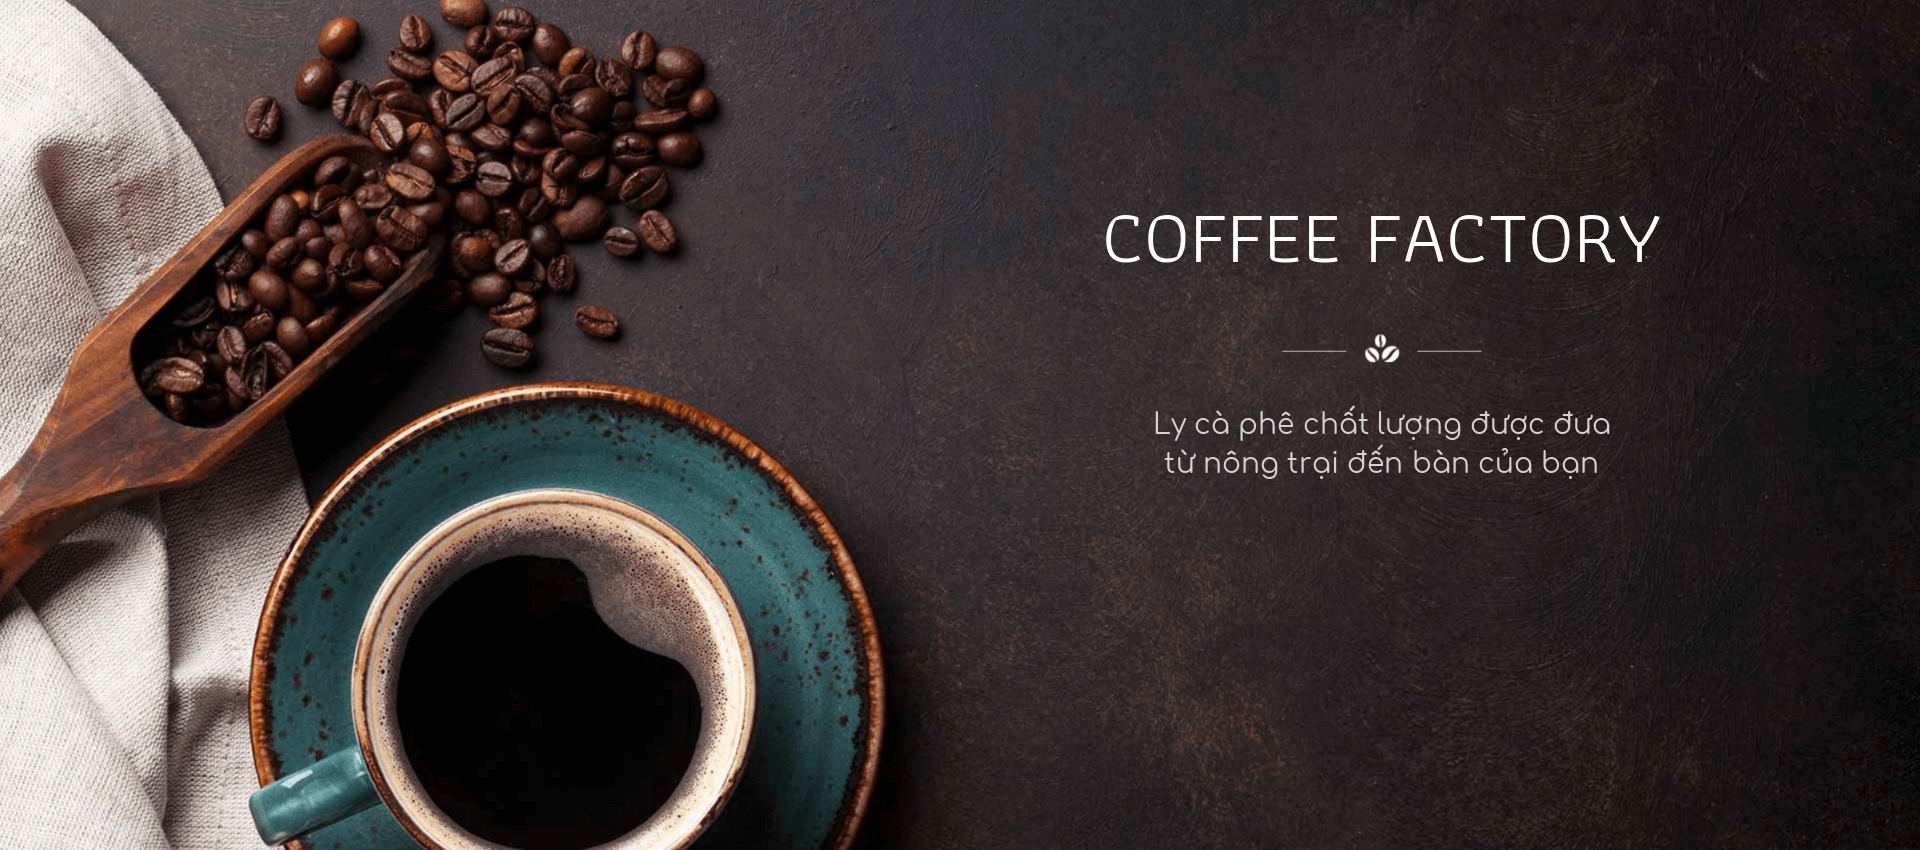 COFFEE FACTORY
Ly cà phê chất lượng được đưa
từ nông trại đến bàn của bạn